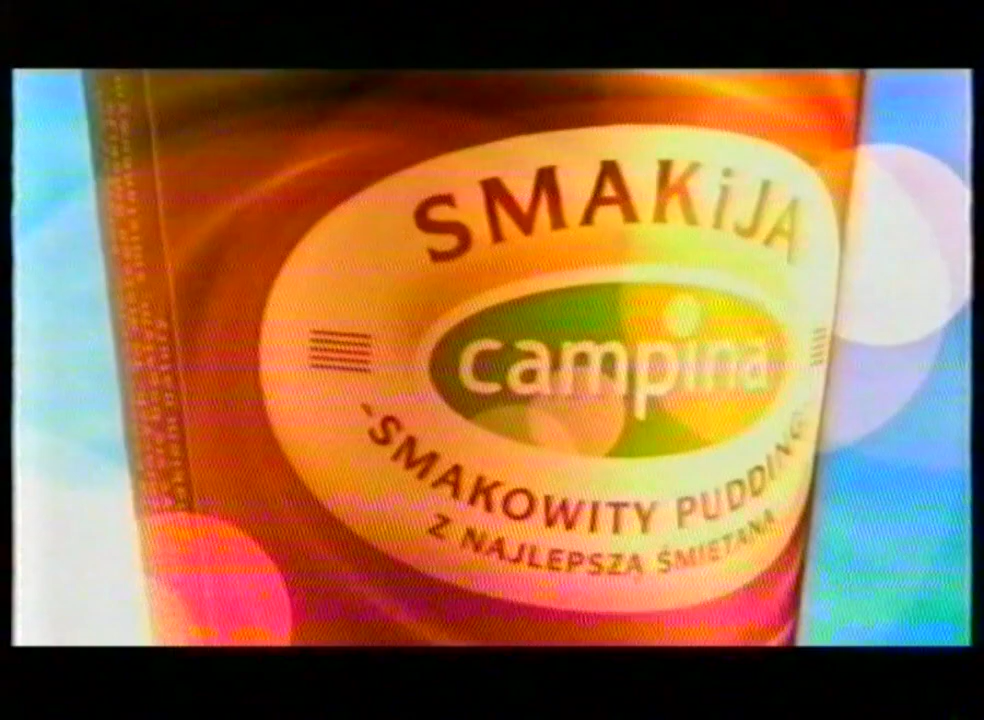 SMAKiJA
campina
-SMAKOWITY PUDDING-
Z NAJLEPSZĄ ŚMIETANĄ